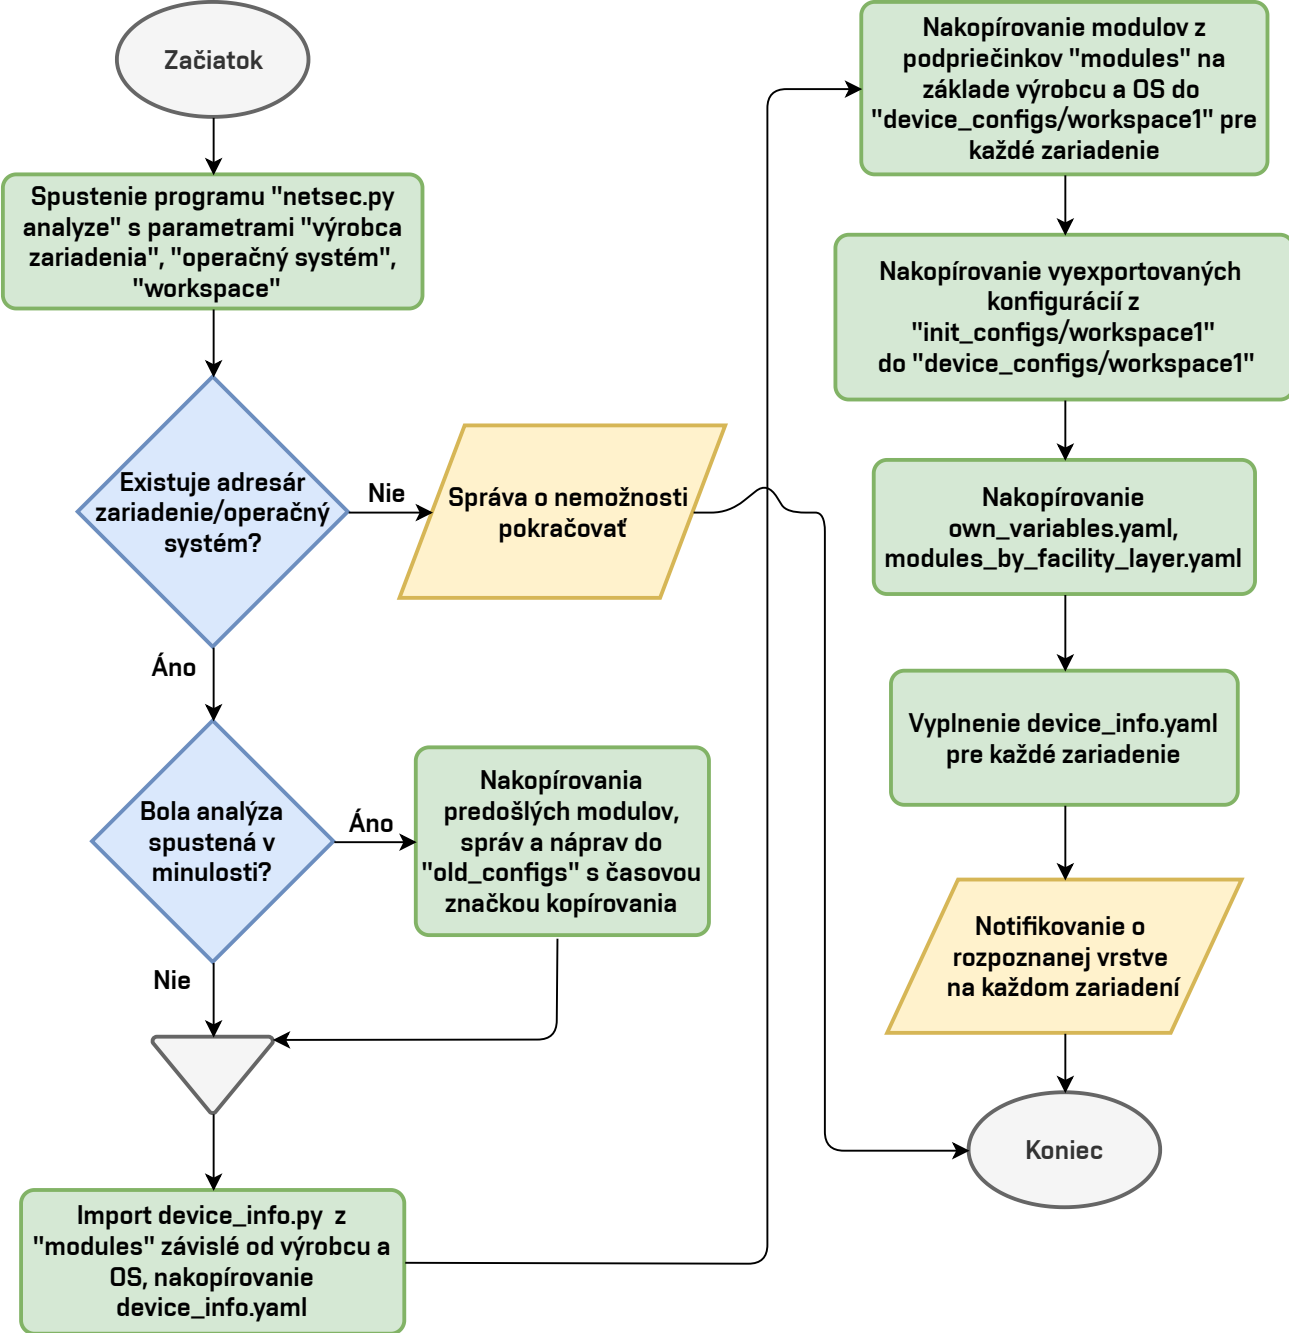 Začiatok
Spustenie programu "netsec.py
analyze" s parametrami "výrobca
zariadenia", "operačný systém",
"workspace"
Existuje adresár
zariadenie/operačný
systém?
Nie
Správa o nemožnosti
pokračovať
Áno
Bola analýza
spustená v
minulosti?
Áno
Nakopírovania
predošlých modulov,
správ a náprav do
"old_configs" s časovou
značkou kopírovania
Nie
Import device_info.py z
"modules" závislé od výrobcu a
OS, nakopírovanie
device_info.yaml
Nakopírovanie modulov z
podpriečinkov "modules" na
základe výrobcu a OS do
"device_configs/workspace1" pre
každé zariadenie
Nakopírovanie vyexportovaných
konfigurácií z
"init_configs/workspace1"
do "device_configs/workspace1"
Nakopírovanie
own_variables.yaml,
modules_by_facility_layer.yaml
Vyplnenie device_info.yaml
pre každé zariadenie
Notifikovanie o
rozpoznanej vrstve
na každom zariadení
Koniec